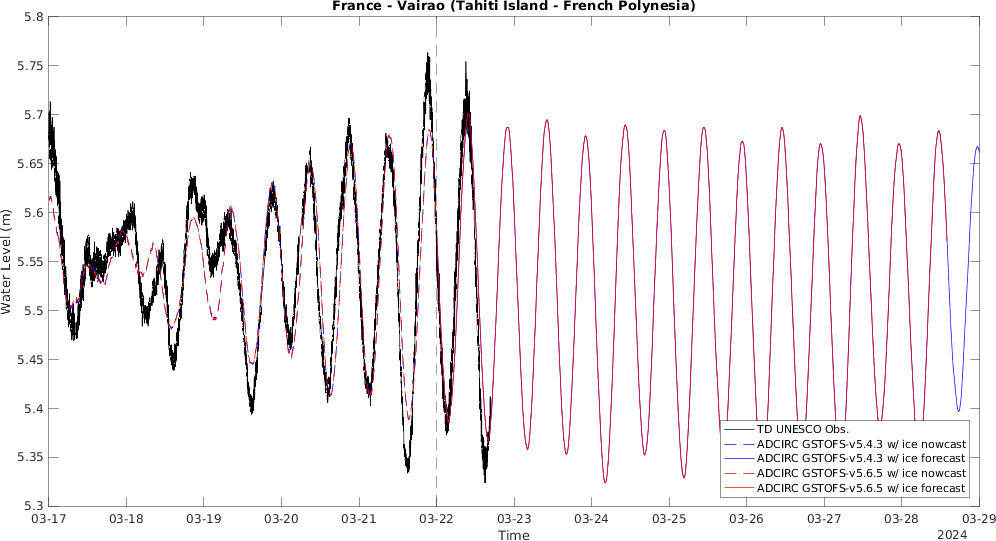 France - Vairao (Tahiti Island - French Polynesia)
5.8
5.75
5.7
5.65
5.6
5.55
5.5
5.45
5.4
5.35
5.3
Water Level (m)
TD UNESCO Obs.
ADCIRC GSTOFS-v5.4.3 w/ ice nowcast
ADCIRC GSTOFS-v5.4.3 w/ ice forecast
ADCIRC GSTOFS-v5.6.5 w/ ice nowcast
ADCIRC GSTOFS-v5.6.5 w/ ice forecast
03-17 03-18 03-19 03-20 03-21 03-22 03-23 03-24 03-25 03-26 03-27 03-28 03-29
Time
2024